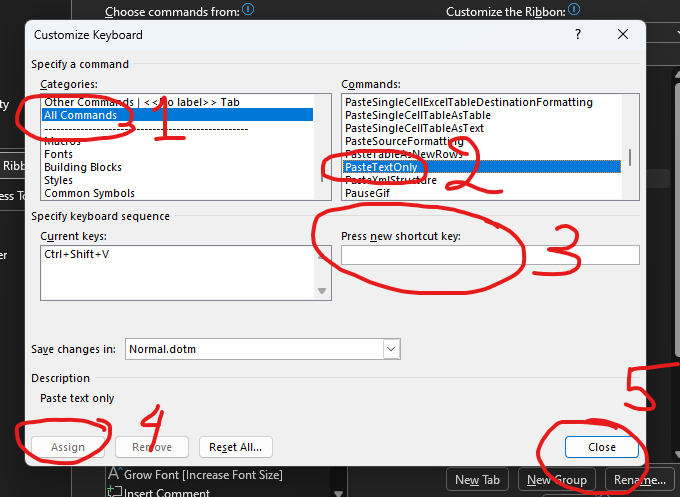 Choose commands from:
Customize the Ribbon:
Customize Keyboard
?
Specify a command
Categories:
Commands:
Other Commands | <<No label>> Tab
All Commands
Macros
Fonts
Building Blocks
Styles
Common Symbols
1
PasteSingleCellExcelTableDestinationFormatting
PasteSingleCellTableAsTable
PasteSingleCellTableAsText
PasteSourceFormatting
PasteTableAsNewRows
PasteTextOnly
PasteXmlStructure
PauseGif
2
Specify keyboard sequence
Current keys:
Press new shortcut key:
Ctrl+Shift+V
3
Save changes in:
Normal.dotm
Description
Paste text only
Assign
4
Remove
Reset All...
Close
5
Grow Font [Increase Font Size]
Insert Comment
New Tab
New Group
Rename...
ty
Ribb
ess To
er